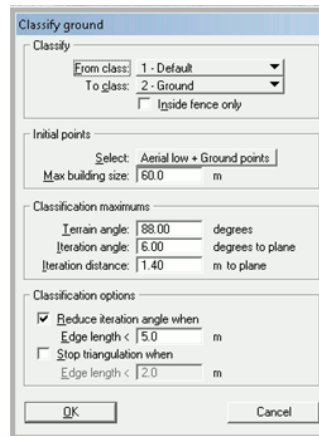 Classify ground
Classify
From class: 1 - Default
To class: 2 - Ground
Inside fence only
Initial points
Select: Aerial low + Ground points
Max building size: 60.0 m
Classification maximums
Terrain angle: 88.00 degrees
Iteration angle: 6.00 degrees to plane
Iteration distance: 1.40 m to plane
Classification options
Reduce iteration angle when
Edge length < 5.0 m
Stop triangulation when
Edge length < 2.0 m
OK Cancel